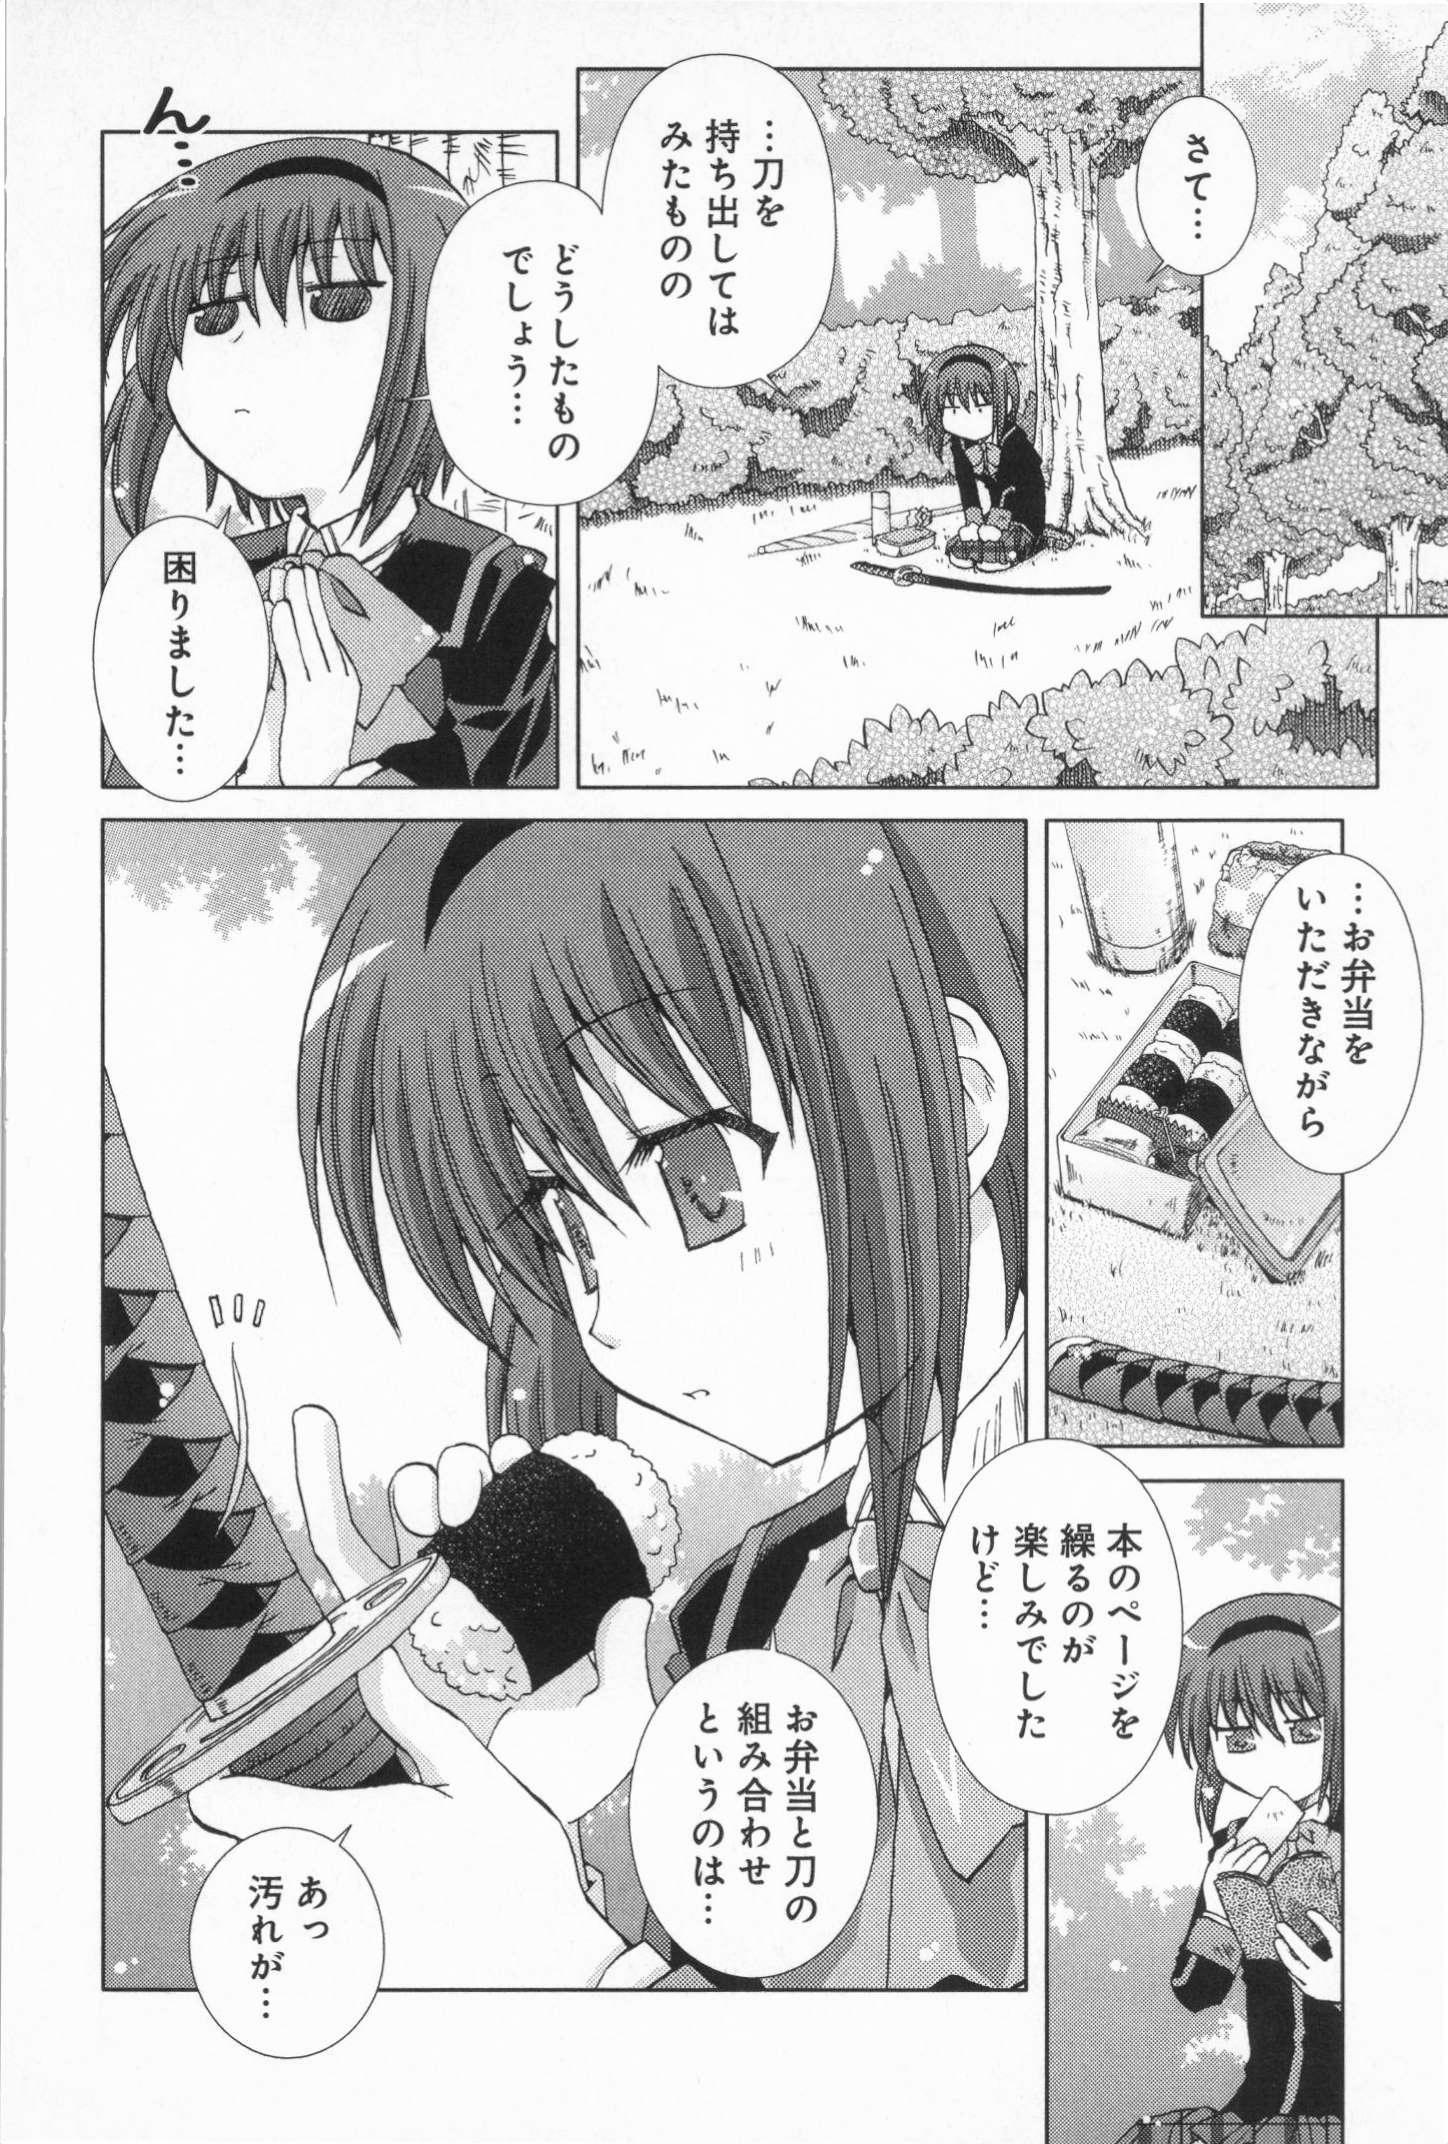 さて…
…刀を
持ち出しては
みたものの
どうしたもの
でしょう…
ん…
困りました…
…お弁当を
いただきながら
本のページを
繰るのが
楽しみでした
けど…
お弁当と刀の
組み合わせ
というのは…
あっ
汚れが…